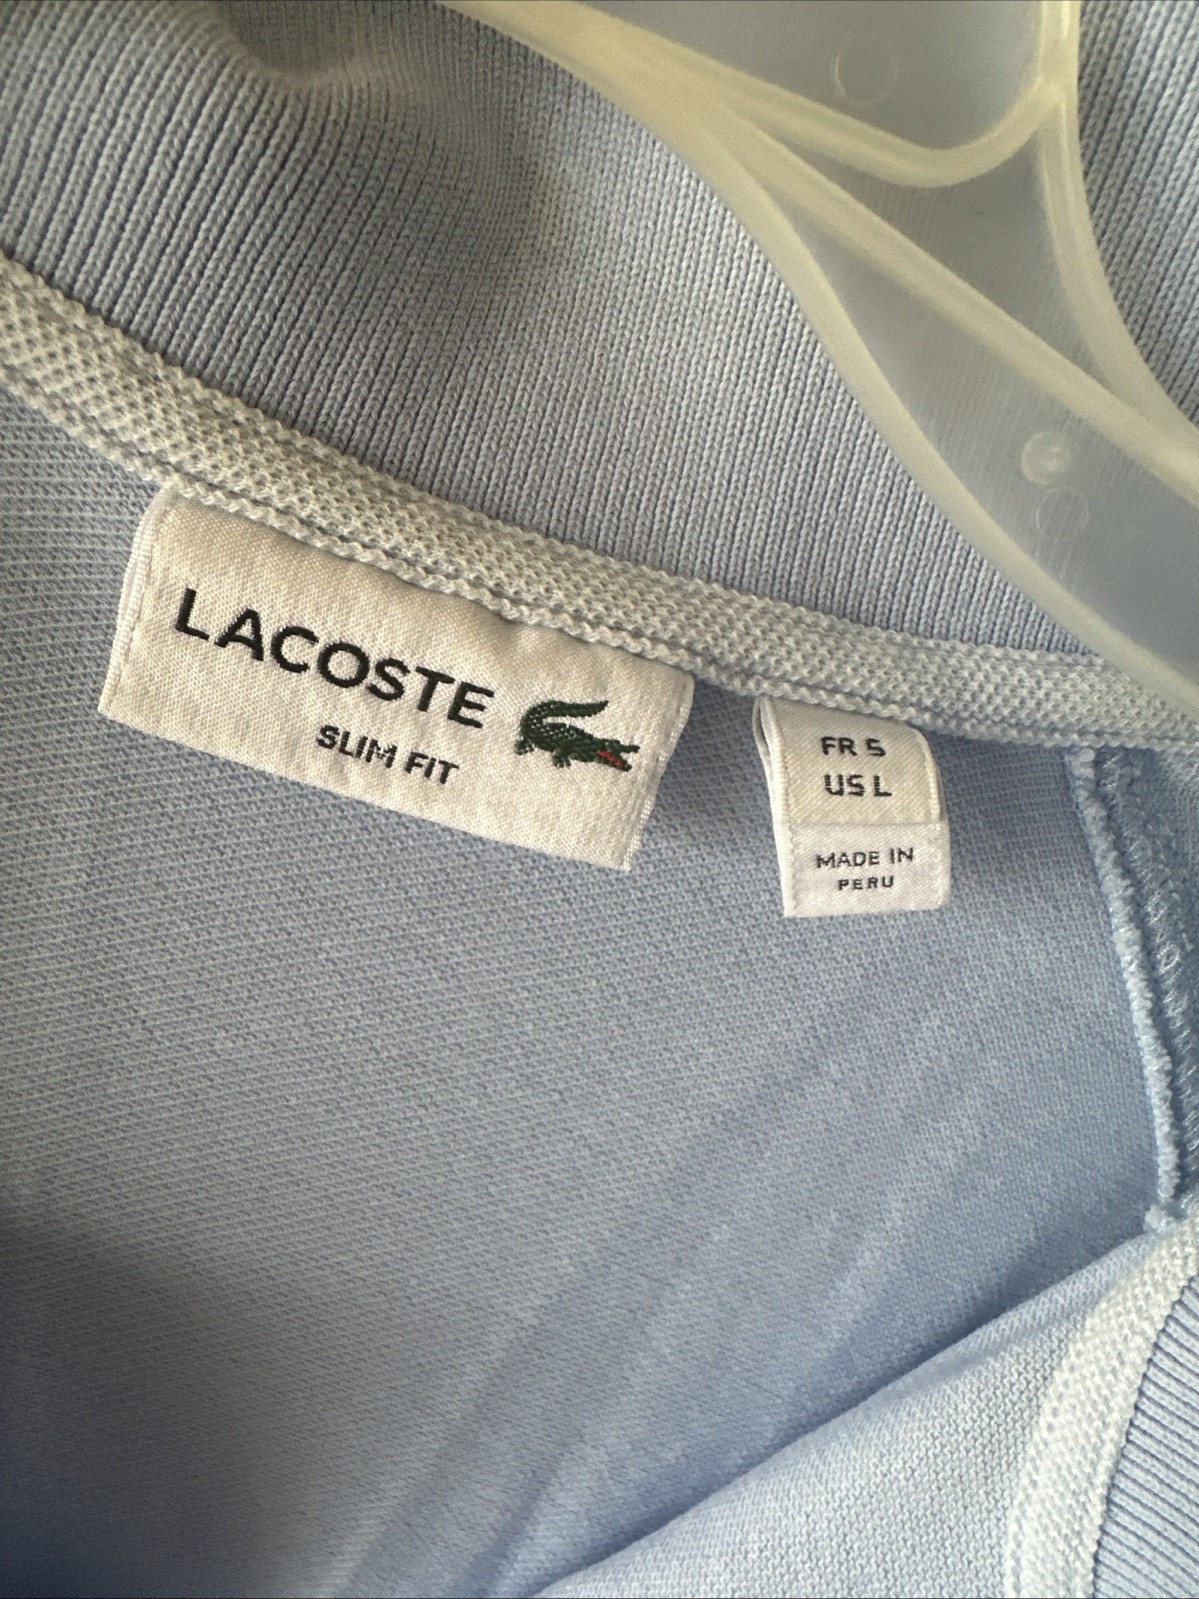 LACOSTE
SLIM FIT
FR 5
US L
MADE IN
PERU